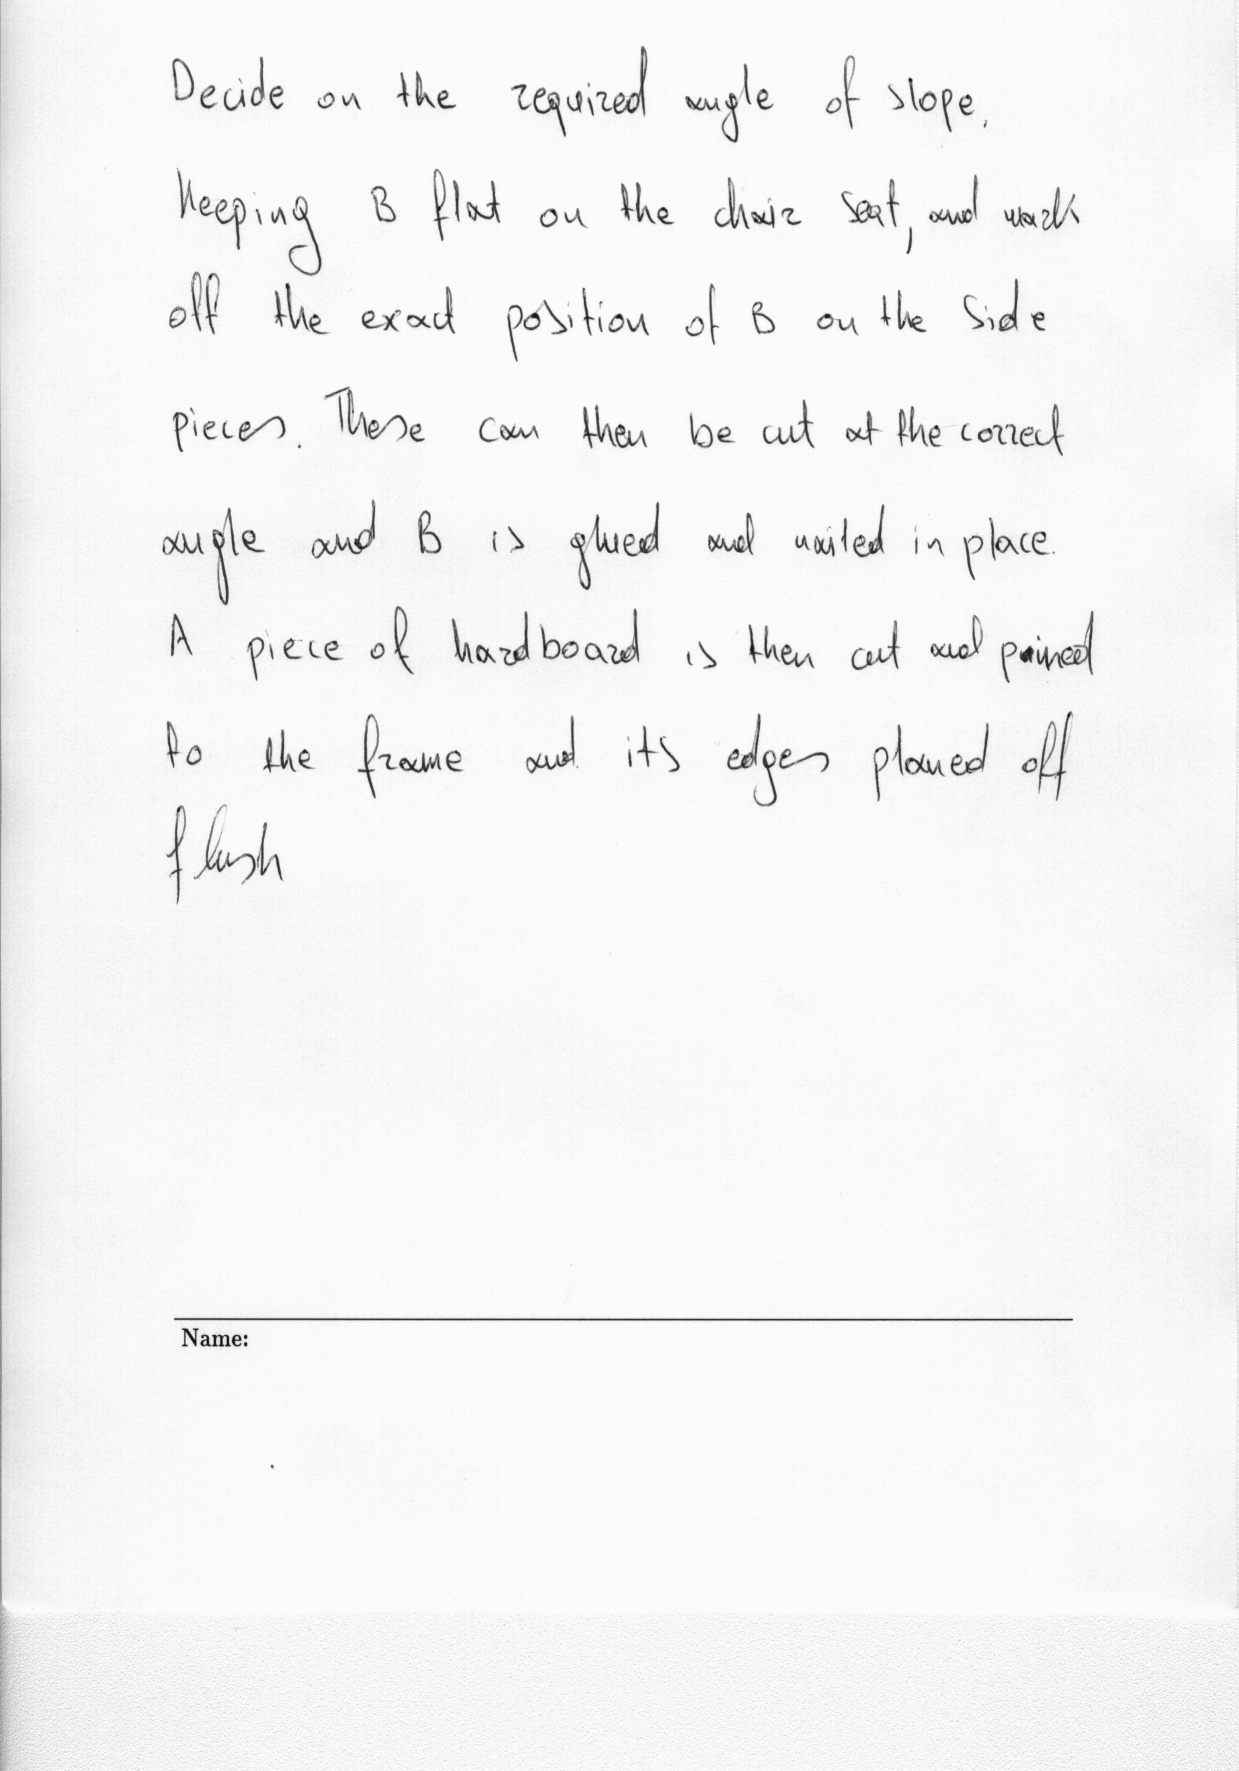 Decide on the required angle of slope,
Keeping B flat on the chair seat, and mark
off the exact position of B on the side
pieces. These can then be cut at the correct
angle and B is glued and nailed in place.
A piece of hardboard is then cut and pained
to the frame and its edges planed off
flush
Name: